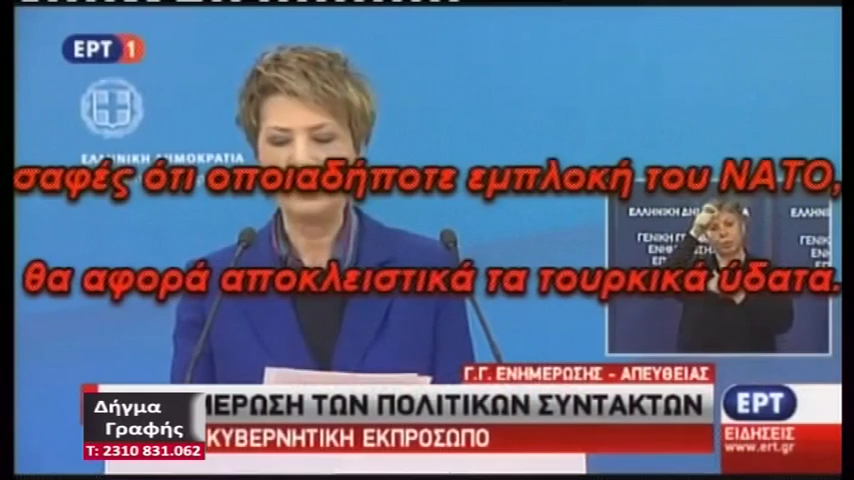 ΕΡΤ 1
ΕΛΛΗΝΙΚΗ ΔΗΜΟΚΡΑΤΙΑ
σαφές ότι οποιαδήποτε εμπλοκή του ΝΑΤΟ,
θα αφορά αποκλειστικά τα τουρκικά ύδατα.
Γ.Γ. ΕΝΗΜΕΡΩΣΗΣ - ΑΠΕΥΘΕΙΑΣ
ΜΕΡΩΣΗ ΤΩΝ ΠΟΛΙΤΙΚΩΝ ΣΥΝΤΑΚΤΩΝ
ΚΥΒΕΡΝΗΤΙΚΗ ΕΚΠΡΟΣΩΠΟ
Δήγμα
Γραφής
Τ: 2310 831.062
ΕΡΤ
ΕΙΔΗΣΕΙΣ
www.ert.gr